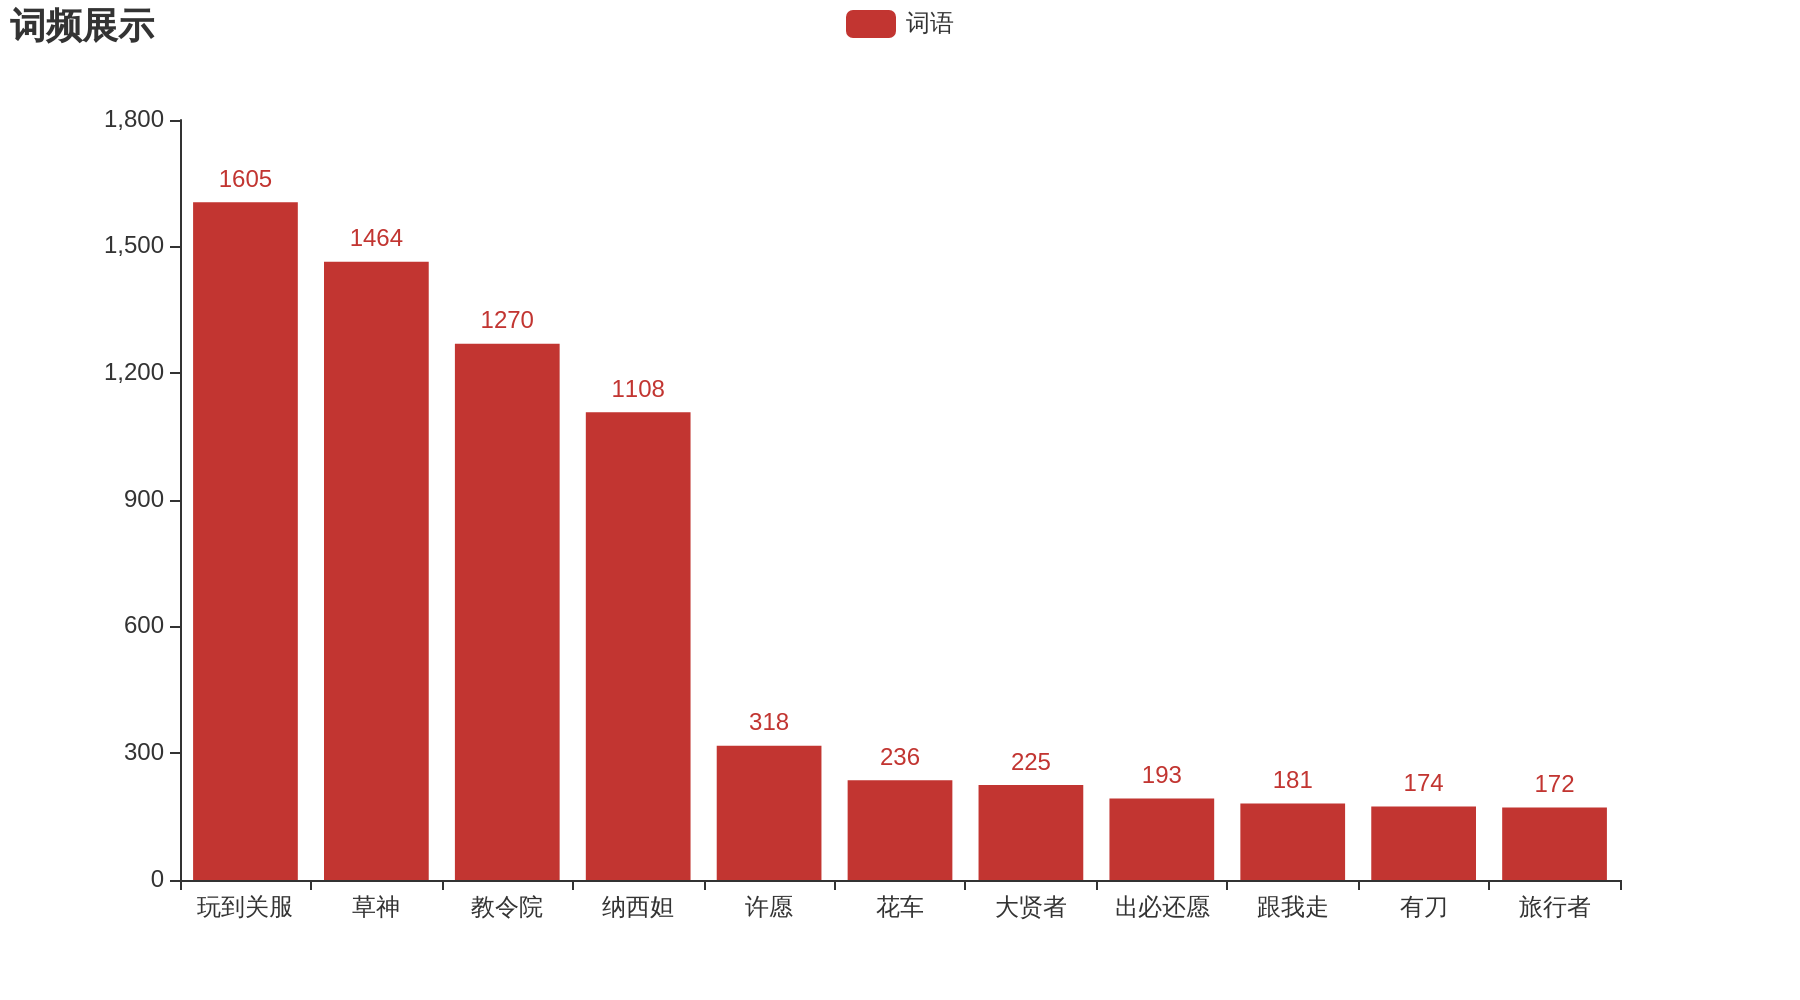 词频展示
词语
1,800
1,500
1,200
900
600
300
0
1605
1464
1270
1108
318
236
225
193
181
174
172
玩到关服
草神
教令院
纳西妲
许愿
花车
大贤者
出必还愿
跟我走
有刀
旅行者